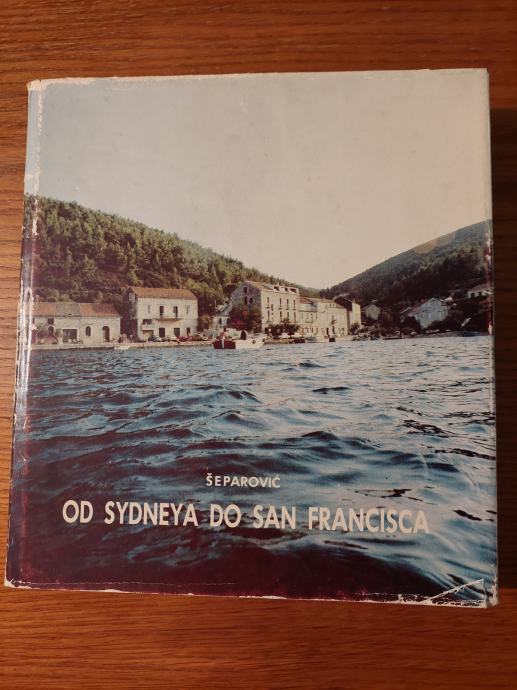 ŠEPAROVIĆ
OD SYDNEYA DO SAN FRANCISCA